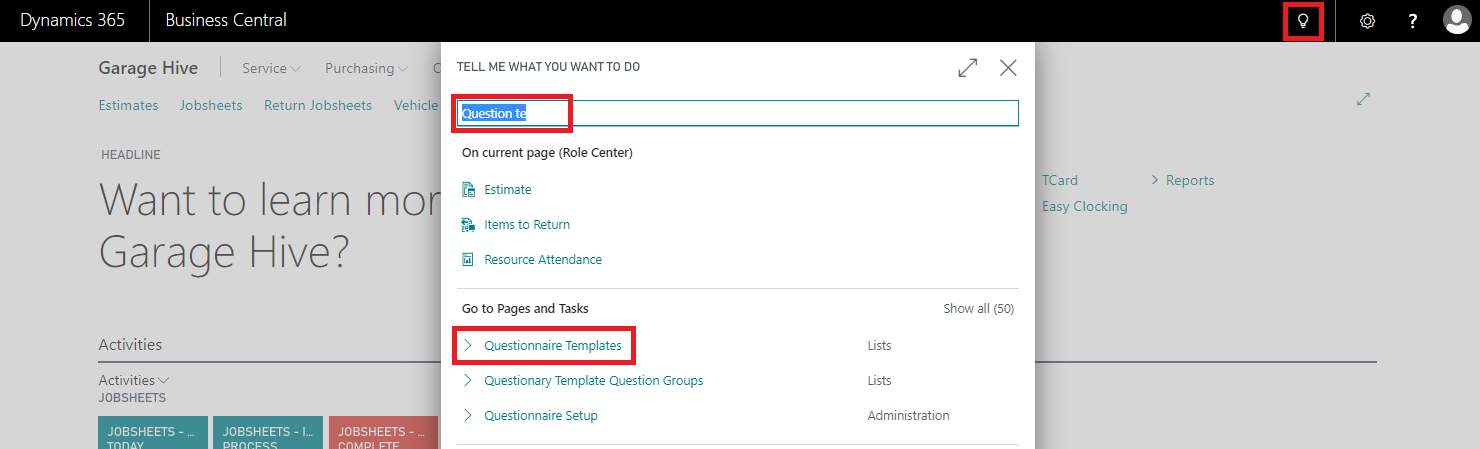 Dynamics 365 Business Central ?
Garage Hive Service Purchasing
Estimates Jobsheets Return Jobsheets Vehicle
HEADLINE
Want to learn mor
Garage Hive?
TELL ME WHAT YOU WANT TO DO
Question te
On current page (Role Center)
Estimate
Items to Return
Resource Attendance
Go to Pages and Tasks Show all (50)
Questionnaire Templates Lists
Questionary Template Question Groups Lists
Questionnaire Setup Administration
TCard Reports
Easy Clocking
Activities
Activities
JOBSHEETS
JOBSHEETS - ... JOBSHEETS - I... JOBSHEETS - ...
TODAY PROCESS COMPLETE